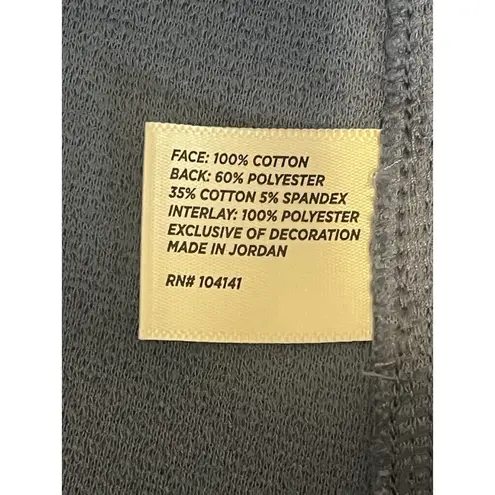 FACE: 100% COTTON
BACK: 60% POLYESTER
35% COTTON 5% SPANDEX
INTERLAY: 100% POLYESTER
EXCLUSIVE OF DECORATION
MADE IN JORDAN
RN# 104141